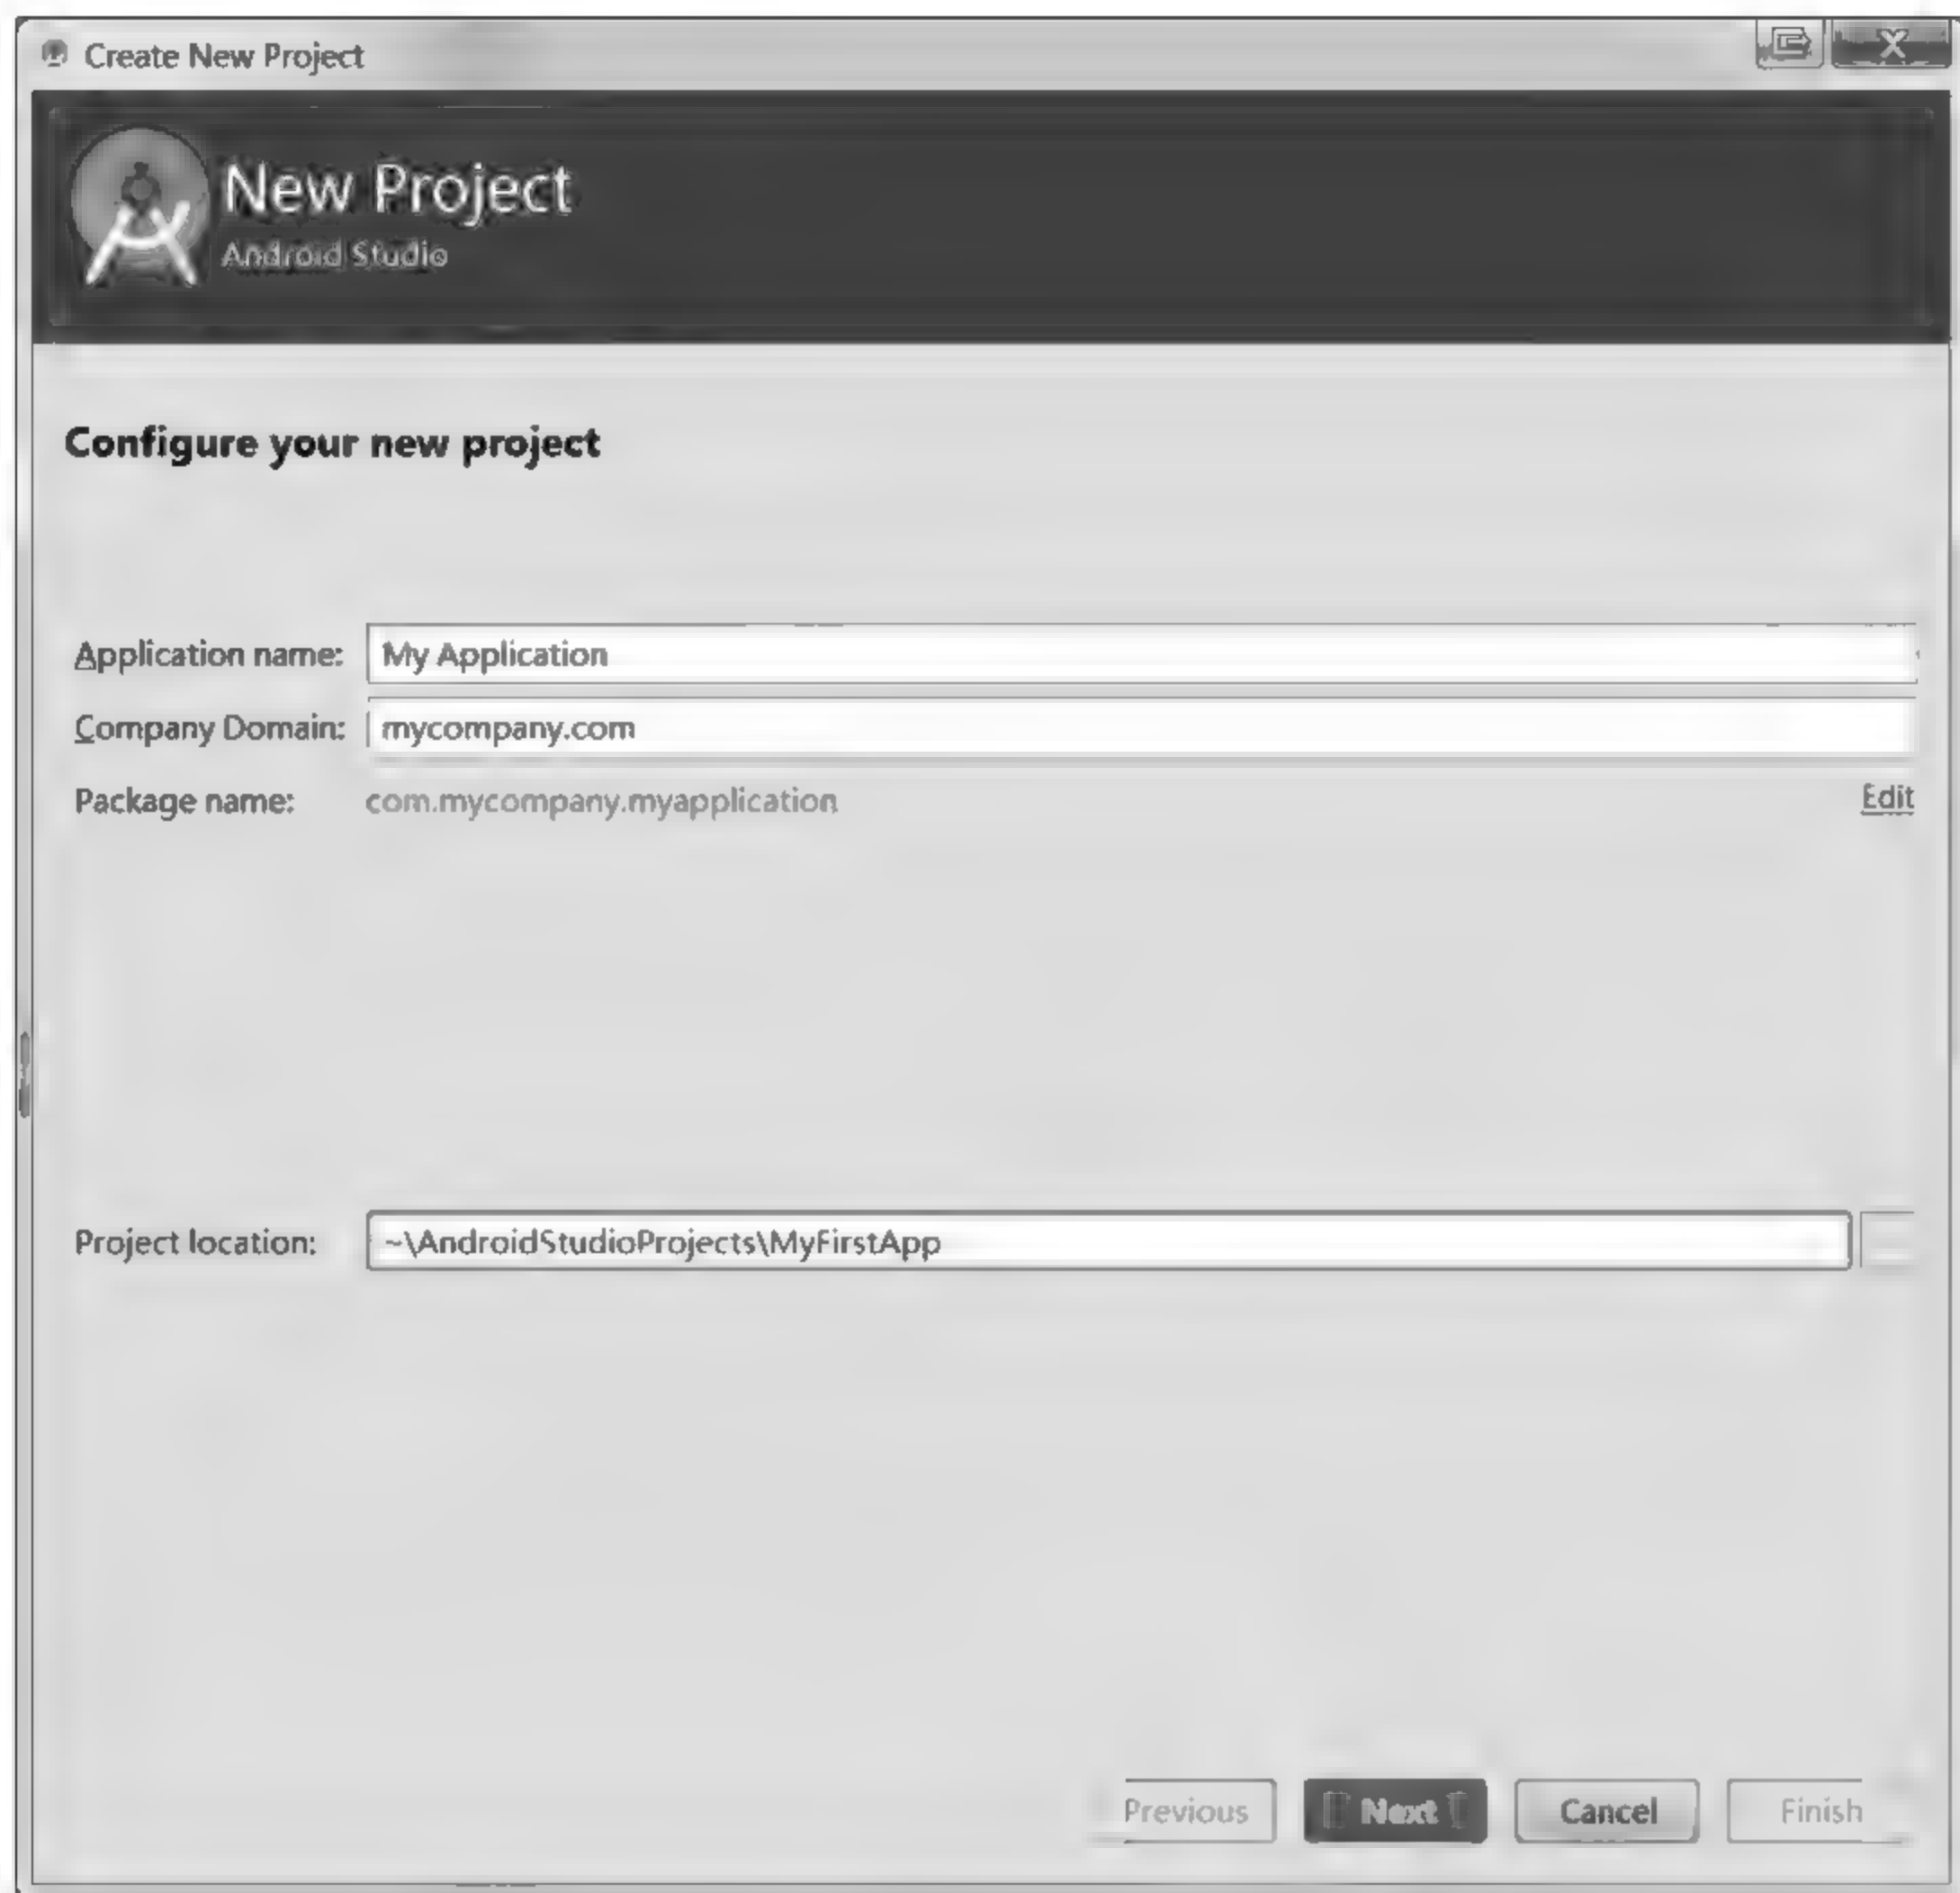 Create New Project
New Project
Android Studio
Configure your new project
Application name: My Application
Company Domain: mycompany.com
Package name: com.mycompany.myapplication Edit
Project location: ~\AndroidStudioProjects\MyFirstApp
Previous Next Cancel Finish